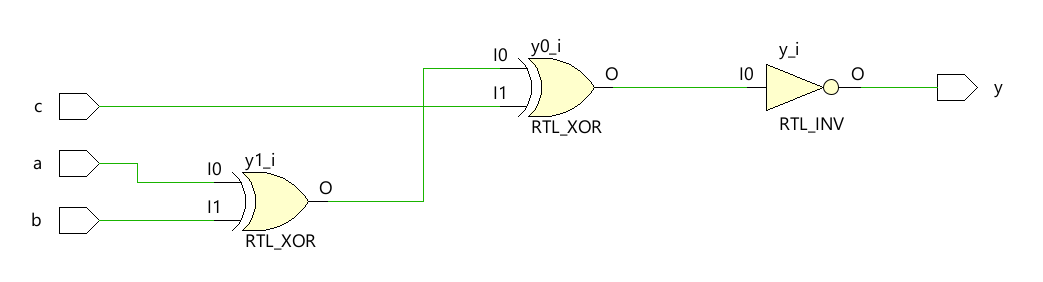 y_i
y0_i
I0
O
I0
O
y
I1
c
RTL_INV
RTL_XOR
a
y1_i
I0
O
I1
b
RTL_XOR